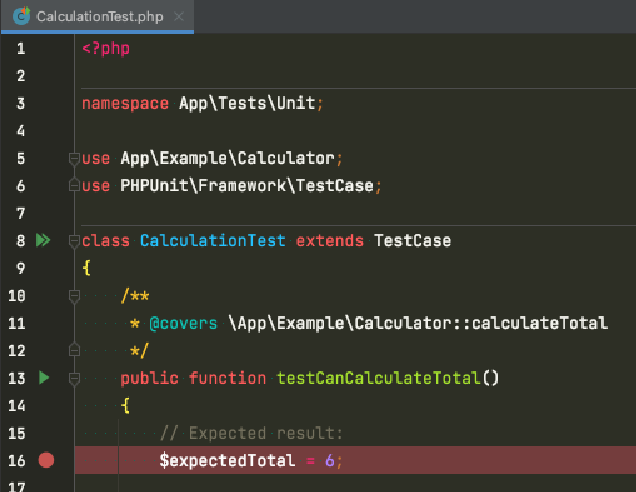 CalculationTest.php
1 <?php
2
3 namespace App\Tests\Unit;
4
5 use App\Example\Calculator;
6 use PHPUnit\Framework\TestCase;
7
8 class CalculationTest extends TestCase
9 {
10 /**
11 * @covers \App\Example\Calculator::calculateTotal
12 */
13 public function testCanCalculateTotal()
14 {
15 // Expected result:
16 $expectedTotal = 6;
17